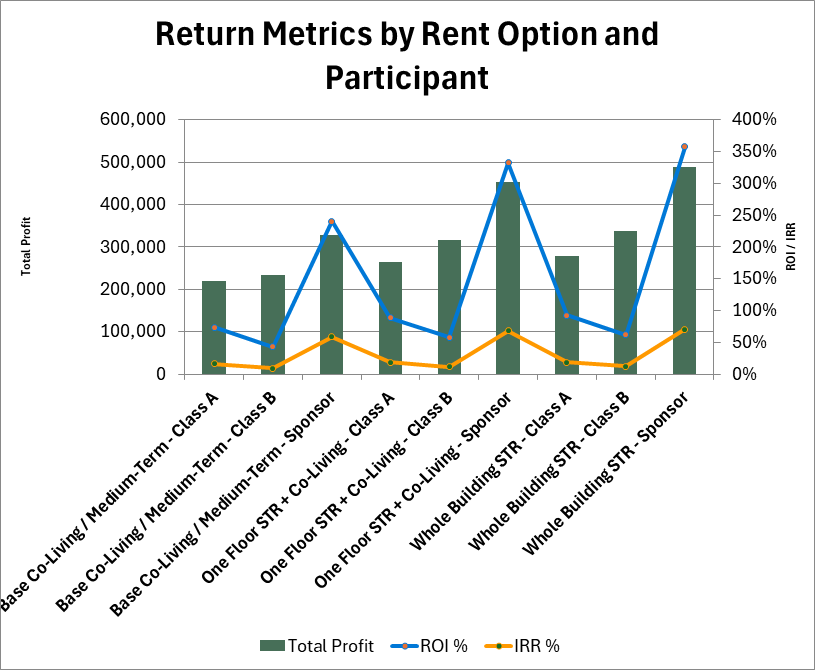 Return Metrics by Rent Option and
Participant
600,000
500,000
400,000
300,000
200,000
100,000
0
Total Profit
400%
350%
300%
250%
200%
150%
100%
50%
0%
ROI / IRR
Base Co-Living / Medium-Term - Class A
Base Co-Living / Medium-Term - Class B
Base Co-Living / Medium-Term - Sponsor
One Floor STR + Co-Living - Class A
One Floor STR + Co-Living - Class B
One Floor STR + Co-Living - Sponsor
Whole Building STR - Class A
Whole Building STR - Class B
Whole Building STR - Sponsor
Total Profit
ROI %
IRR %